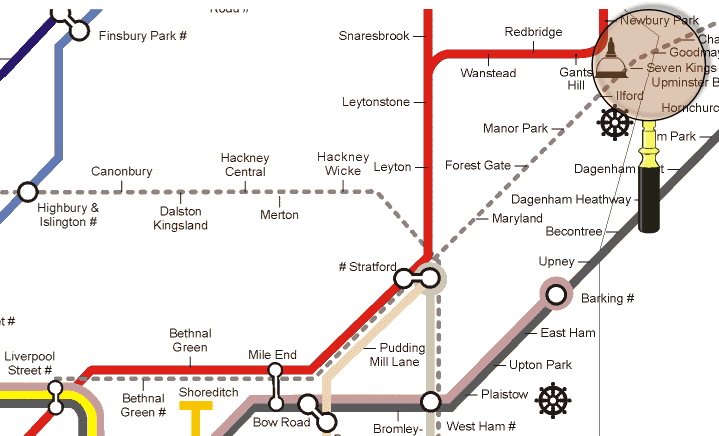 Road #
Newbury Park
Finsbury Park #
Snaresbrook
Redbridge
Goodmay
Wanstead
Gants
Hill
Seven Kings
Upminster B
Ilford
Leytonstone
Hornchurc
Manor Park
m Park
Canonbury
Hackney
Central
Hackney
Wicke
Leyton
Forest Gate
Dagenham
Highbury &
Islington #
Dalston
Kingsland
Merton
Dagenham Heathway
Maryland
Becontree
# Stratford
Upney
Barking #
et #
Bethnal
Green
East Ham
Liverpool
Street #
Mile End
Pudding
Mill Lane
Upton Park
Bethnal
Green #
Shoreditch
Plaistow
Bow Road
Bromley-
West Ham #